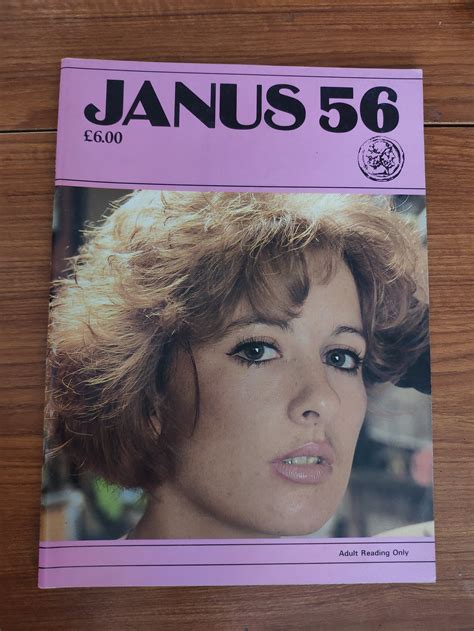 JANUS 56
£6.00
Adult Reading Only